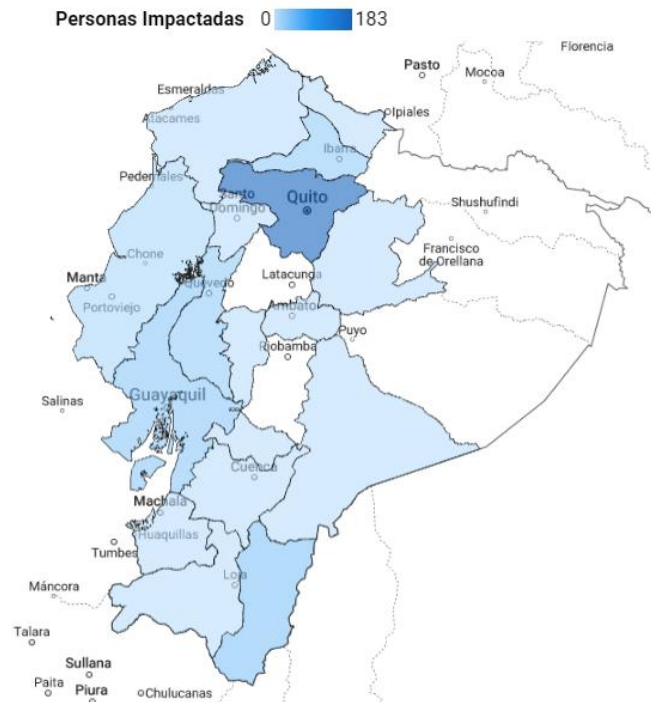 Personas Impactadas 0 183
Florencia
Pasto
Mocoa
Esmeraldas
Ipiales
Atacames
Ibarra
Pedernales
Santo
Domingo
Quito
Shushufindi
Chone
Francisco
de Orellana
Manta
Latacunga
Quevedo
Portoviejo
Ambato
Puyo
Riobamba
Salinas
Guayaquil
Cuenca
Machala
Huaquillas
Tumbes
Loja
Máncora
Talara
Sullana
Paita
Piura
Chulucanas